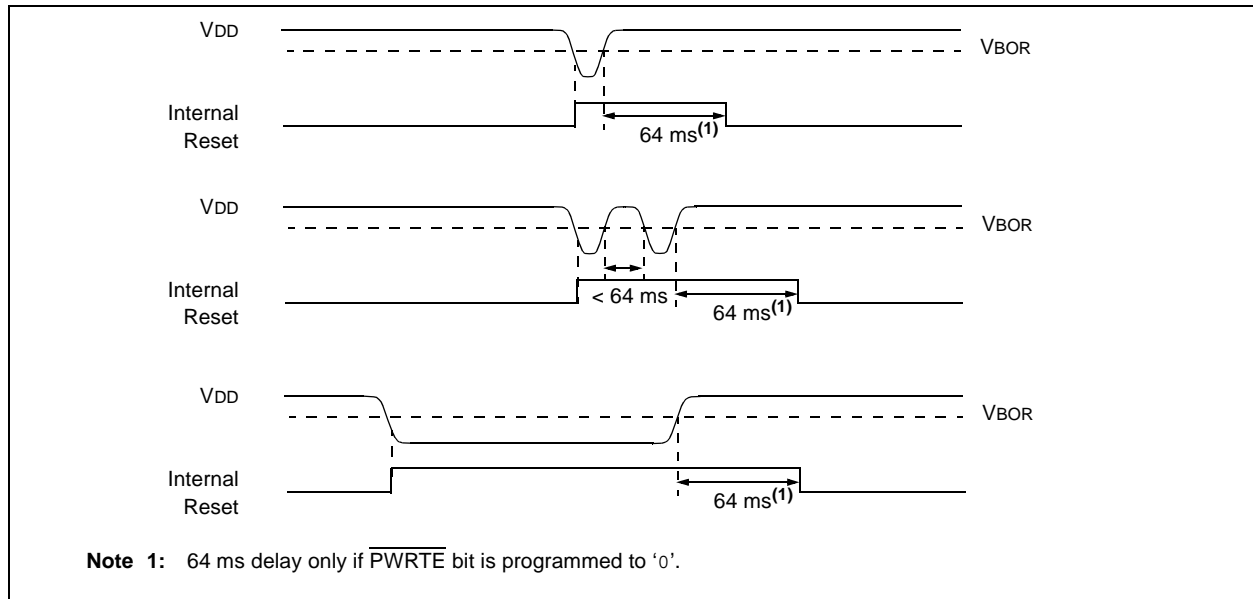 VDD
VBOR
Internal
Reset
64 ms(1)
VDD
VBOR
Internal
Reset
< 64 ms
64 ms(1)
VDD
VBOR
Internal
Reset
64 ms(1)
Note 1: 64 ms delay only if PWRTE bit is programmed to ‘0’.